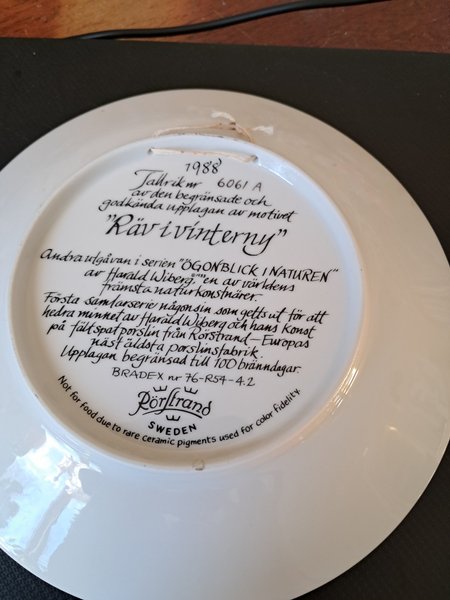 1988
Tallrik nr 6061 A
av den begränsade och
godkända upplagan av motivet
"Räv i vinterny"
Andra utgåvan i serien "ÖGONBLICK I NATUREN"
av Harald Wiberg en av världens
främsta naturkonstnärer.
Första samlarserie någonsin som getts ut för att
hedra minnet av Harald Wiberg och hans konst
på fältspatporslin från Rörstrand – Europas
näst äldsta porslinsfabrik.
Upplagan begränsad till 100 bränndagar.
BRADEX nr 76-R54-4.2
Rörstrand
SWEDEN
Not for food due to rare ceramic pigments used for color fidelity.